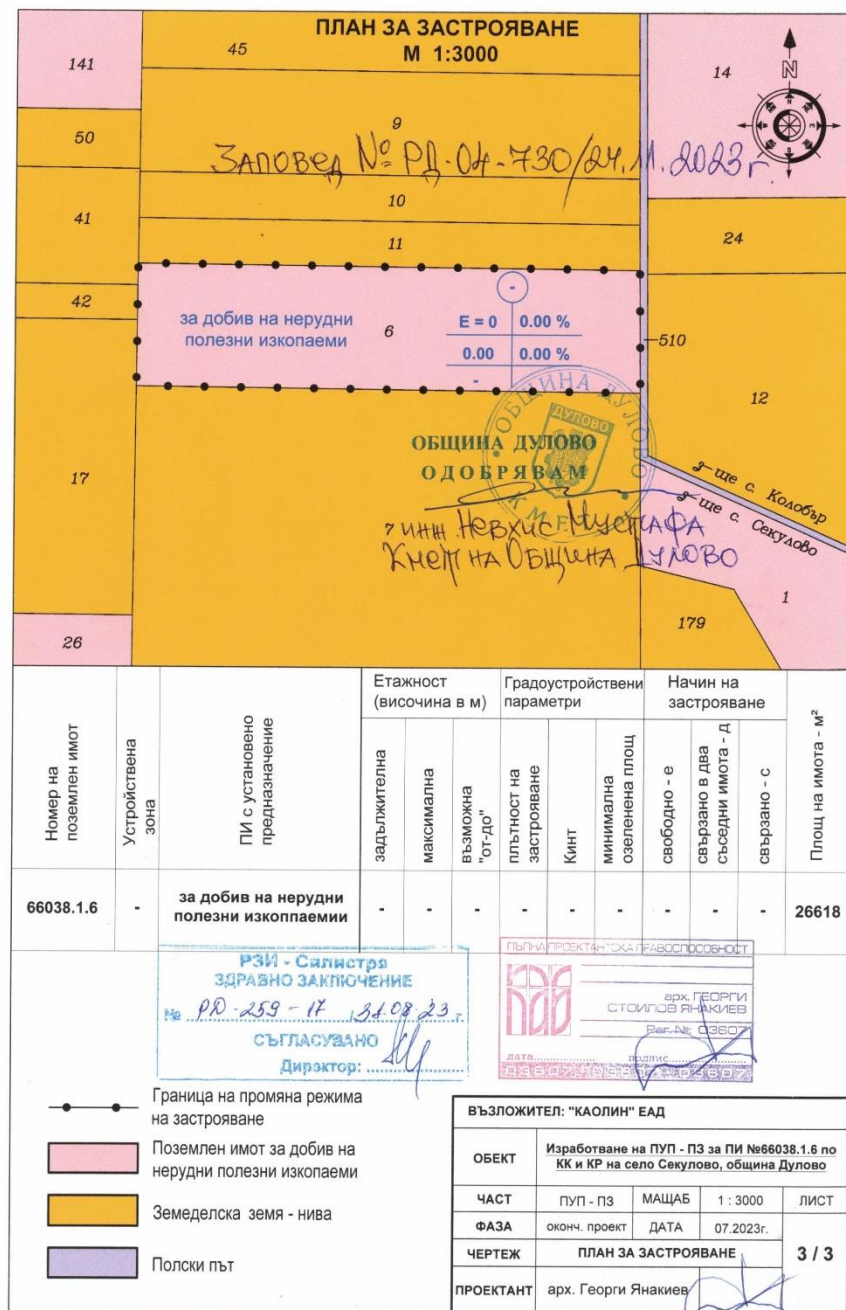 ПЛАН ЗА ЗАСТРОЯВАНЕ
М 1:3000
141
45
14
N
50
9
ЗАПОВЕД № РД-04-730/24.11.2023 г.
10
41
11
24
42
за добив на нерудни
полезни изкопаеми
6
-
E = 0
0.00 %
0.00
0.00 %
-
510
12
ОБЩИНА ДУЛОВО
ДУЛОВО
КМЕТ
ОБЩИНА ДУЛОВО
ОДОБРЯВАМ
инж. Невхис Мустафа
Кмет на Община Дулово
17
з-ще с. Колобър
з-ще с. Секулово
1
179
26
Номер на
поземлен имот
Устройствена
зона
ПИ с установено
предназначение
Етажност
(височина в м)
задължителна
максимална
възможна
"от-до"
Градоустройствени
параметри
плътност на
застрояване
Кинт
минимална
озеленена площ
Начин на
застрояване
свободно - е
свързано в два
съседни имота - д
свързано - с
Площ на имота - м²
66038.1.6
-
за добив на нерудни
полезни изкоппаемии
- - - - - - - - -
26618
РЗИ - Силистра
ЗДРАВНО ЗАКЛЮЧЕНИЕ
№ РД-259-17 / 31.08.23 г.
СЪГЛАСУВАНО
Директор:
ПЪЛНА ПРОЕКТАНТСКА ПРАВОСПОСОБНОСТ
арх. ГЕОРГИ
СТОИЛОВ ЯНАКИЕВ
Рег. № 03607
дата
подпис
Граница на промяна режима
на застрояване
Поземлен имот за добив на
нерудни полезни изкопаеми
Земеделска земя - нива
Полски път
ВЪЗЛОЖИТЕЛ: "КАОЛИН" ЕАД
ОБЕКТ
Изработване на ПУП - ПЗ за ПИ №66038.1.6 по
КК и КР на село Секулово, община Дулово
ЧАСТ
ПУП - ПЗ
МАЩАБ
1 : 3000
ЛИСТ
ФАЗА
оконч. проект
ДАТА
07.2023г.
ЧЕРТЕЖ
ПЛАН ЗА ЗАСТРОЯВАНЕ
3 / 3
ПРОЕКТАНТ
арх. Георги Янакиев